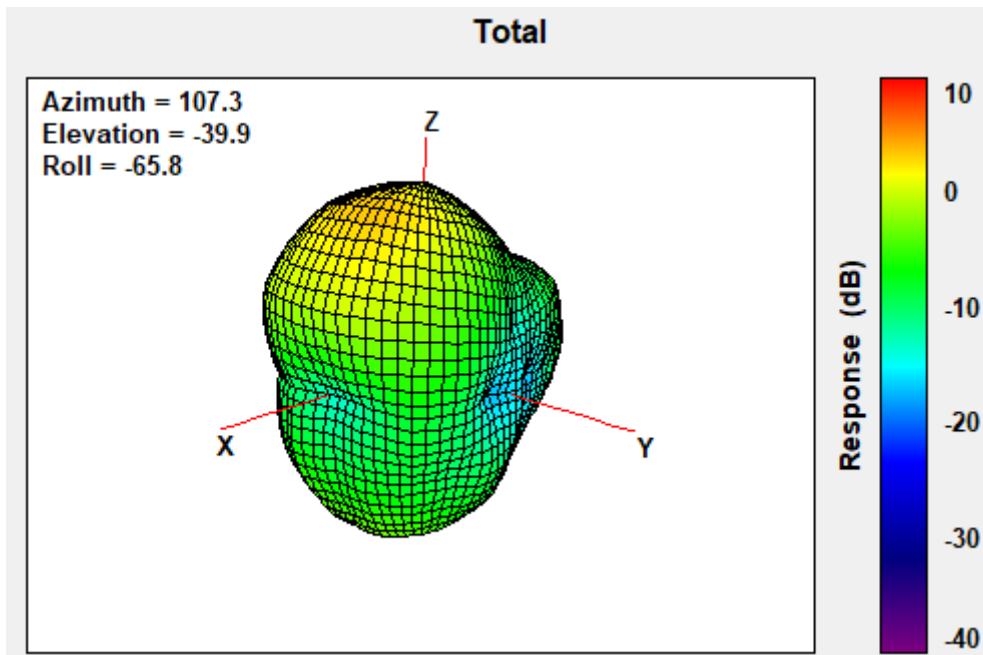 Total
Azimuth = 107.3
Elevation = -39.9
Roll = -65.8
Z
X
Y
Response (dB)
10
0
-10
-20
-30
-40